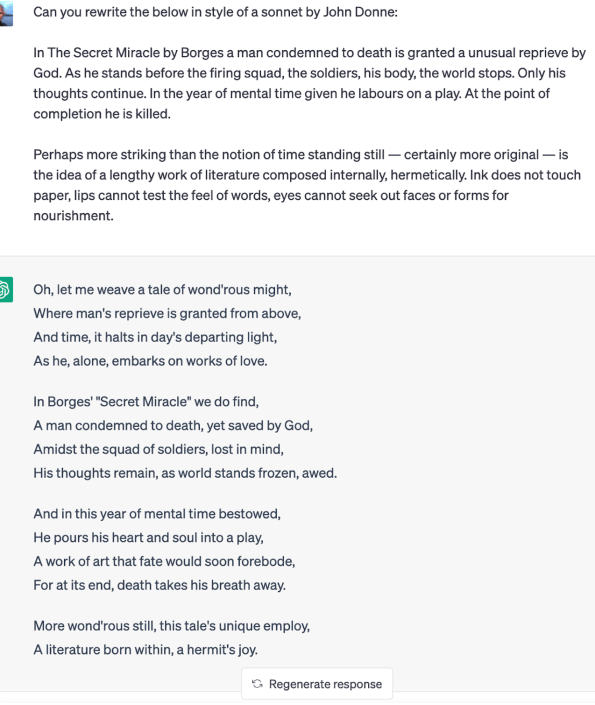 Can you rewrite the below in style of a sonnet by John Donne:
In The Secret Miracle by Borges a man condemned to death is granted a unusual reprieve by
God. As he stands before the firing squad, the soldiers, his body, the world stops. Only his
thoughts continue. In the year of mental time given he labours on a play. At the point of
completion he is killed.
Perhaps more striking than the notion of time standing still — certainly more original — is
the idea of a lengthy work of literature composed internally, hermetically. Ink does not touch
paper, lips cannot test the feel of words, eyes cannot seek out faces or forms for
nourishment.
Oh, let me weave a tale of wond'rous might,
Where man's reprieve is granted from above,
And time, it halts in day's departing light,
As he, alone, embarks on works of love.
In Borges' "Secret Miracle" we do find,
A man condemned to death, yet saved by God,
Amidst the squad of soldiers, lost in mind,
His thoughts remain, as world stands frozen, awed.
And in this year of mental time bestowed,
He pours his heart and soul into a play,
A work of art that fate would soon forebode,
For at its end, death takes his breath away.
More wond'rous still, this tale's unique employ,
A literature born within, a hermit's joy.
Regenerate response